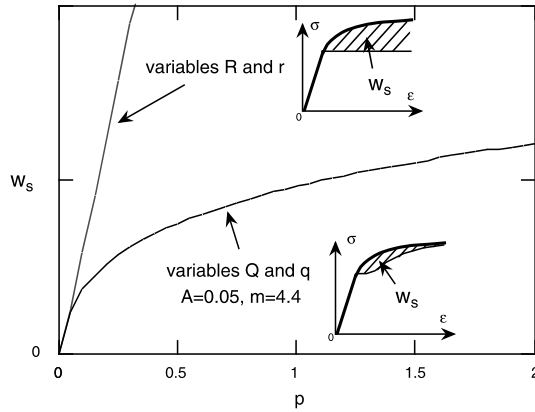 σ
variables R and r
w_s
ε
0
w_s
variables Q and q
A=0.05, m=4.4
σ
w_s
ε
0
0
0 0.5 1 1.5 2
p